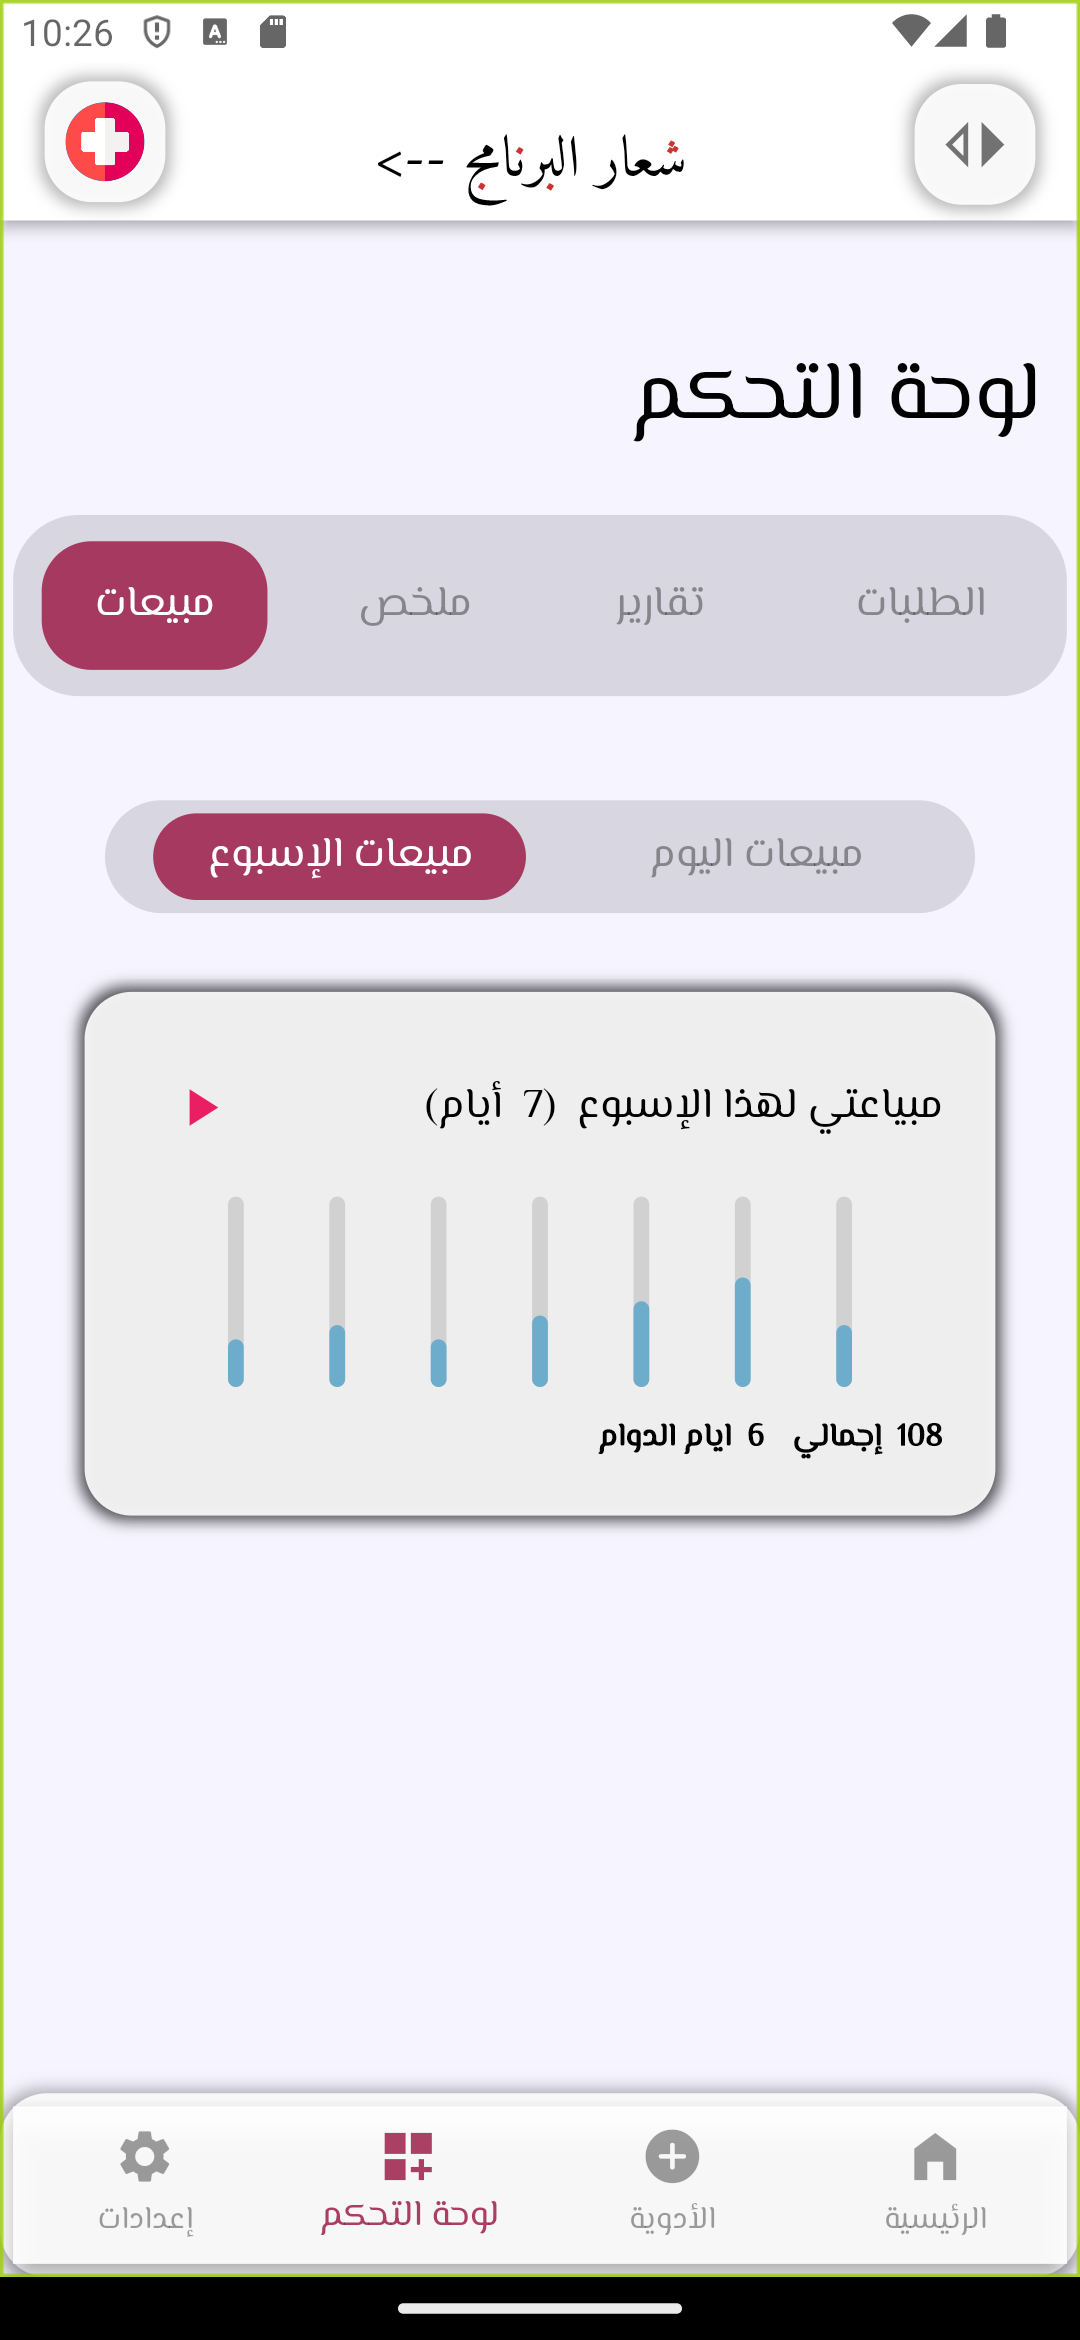 10:26
شعار البرنامج -->
لوحة التحكم
الطلبات تقارير ملخص مبيعات
مبيعات اليوم مبيعات الإسبوع
مبياعتي لهذا الإسبوع (7 أيام)
108 إجمالي 6 ايام الدوام
الرئيسية الأدوية لوحة التحكم إعدادات